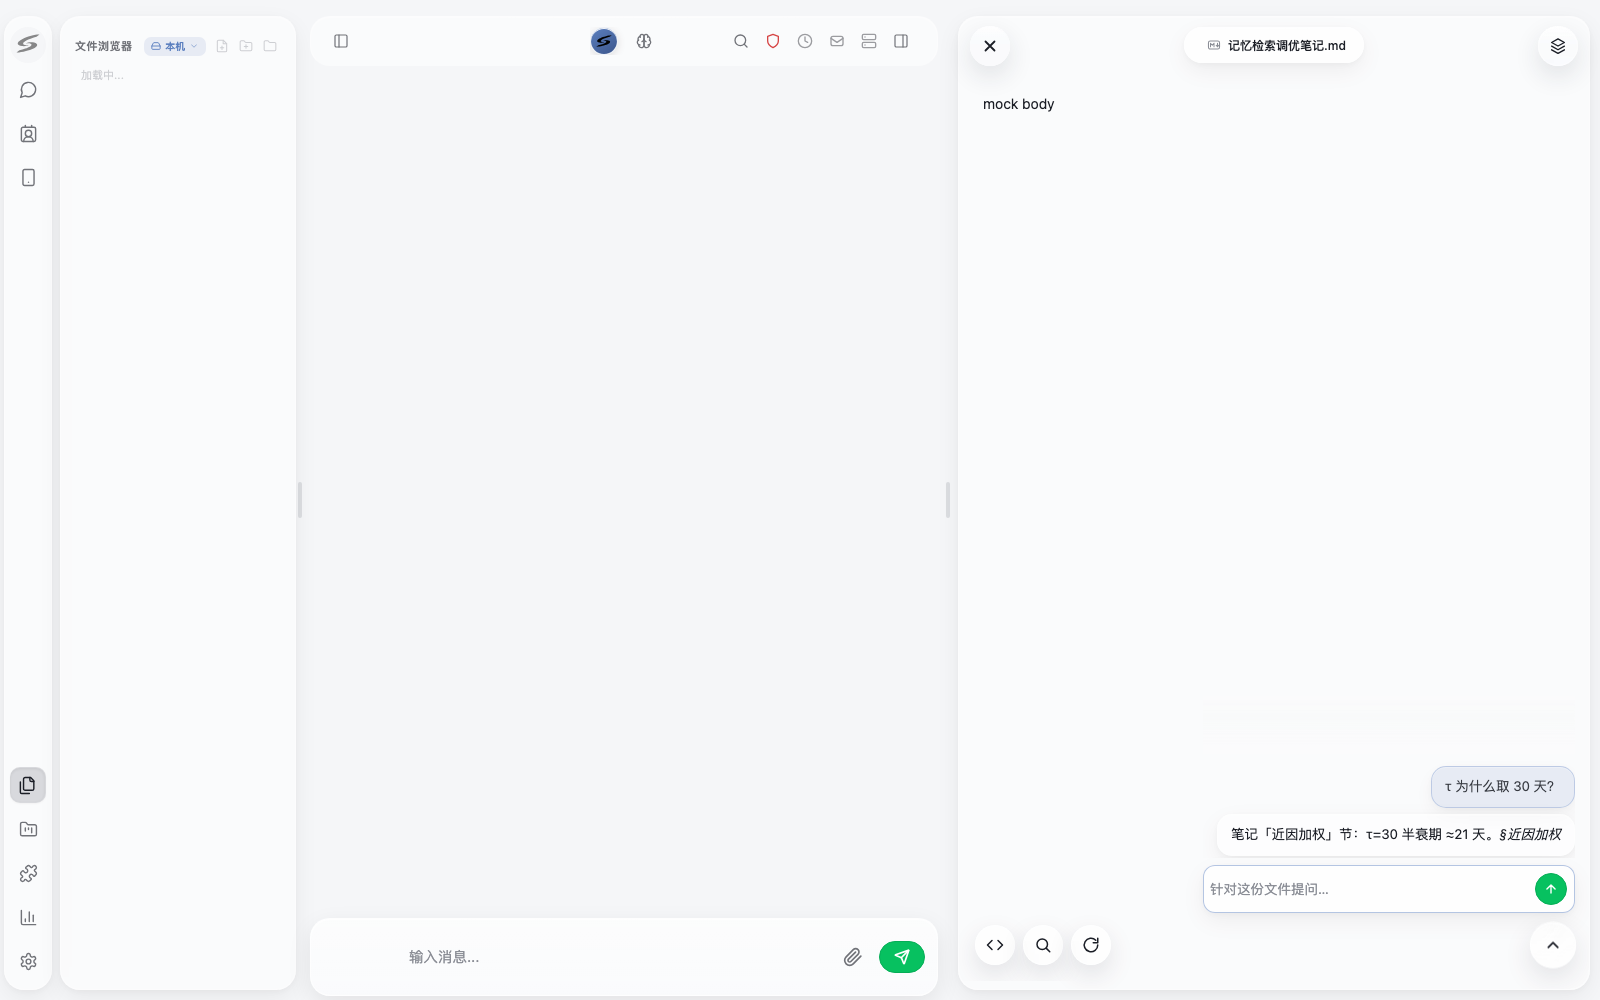 文件浏览器
本机
加载中...
输入消息...
记忆检索调优笔记.md
mock body
τ 为什么取 30 天?
笔记「近因加权」节：τ=30 半衰期 ≈21 天。§近因加权
针对这份文件提问...